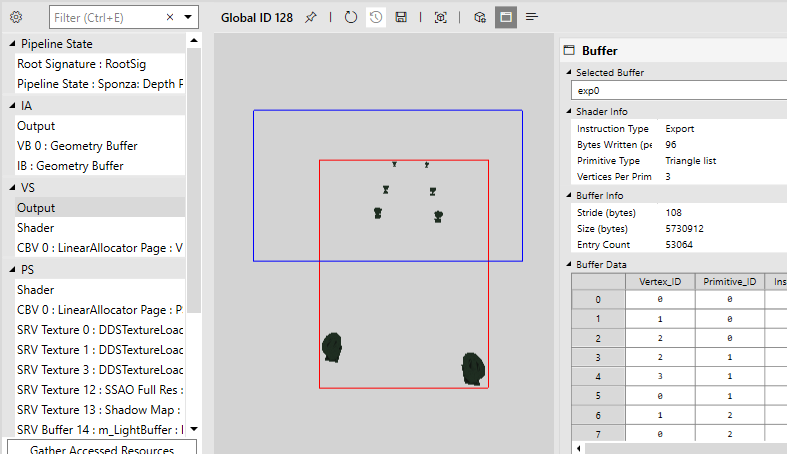 Filter (Ctrl+E)
Pipeline State
Root Signature : RootSig
Pipeline State : Sponza: Depth P
IA
Output
VB 0 : Geometry Buffer
IB : Geometry Buffer
VS
Output
Shader
CBV 0 : LinearAllocator Page : V
PS
Shader
CBV 0 : LinearAllocator Page : P
SRV Texture 0 : DDSTextureLoad
SRV Texture 1 : DDSTextureLoad
SRV Texture 3 : DDSTextureLoad
SRV Texture 12 : SSAO Full Res :
SRV Texture 13 : Shadow Map :
SRV Buffer 14 : m_LightBuffer :
Gather Accessed Resources
Global ID 128
Buffer
Selected Buffer
exp0
Shader Info
Instruction Type Export
Bytes Written (pe 96
Primitive Type Triangle list
Vertices Per Prim 3
Buffer Info
Stride (bytes) 108
Size (bytes) 5730912
Entry Count 53064
Buffer Data
Vertex_ID Primitive_ID Ins
0 0 0
1 1 0
2 2 0
3 2 1
4 3 1
5 0 1
6 1 2
7 0 2